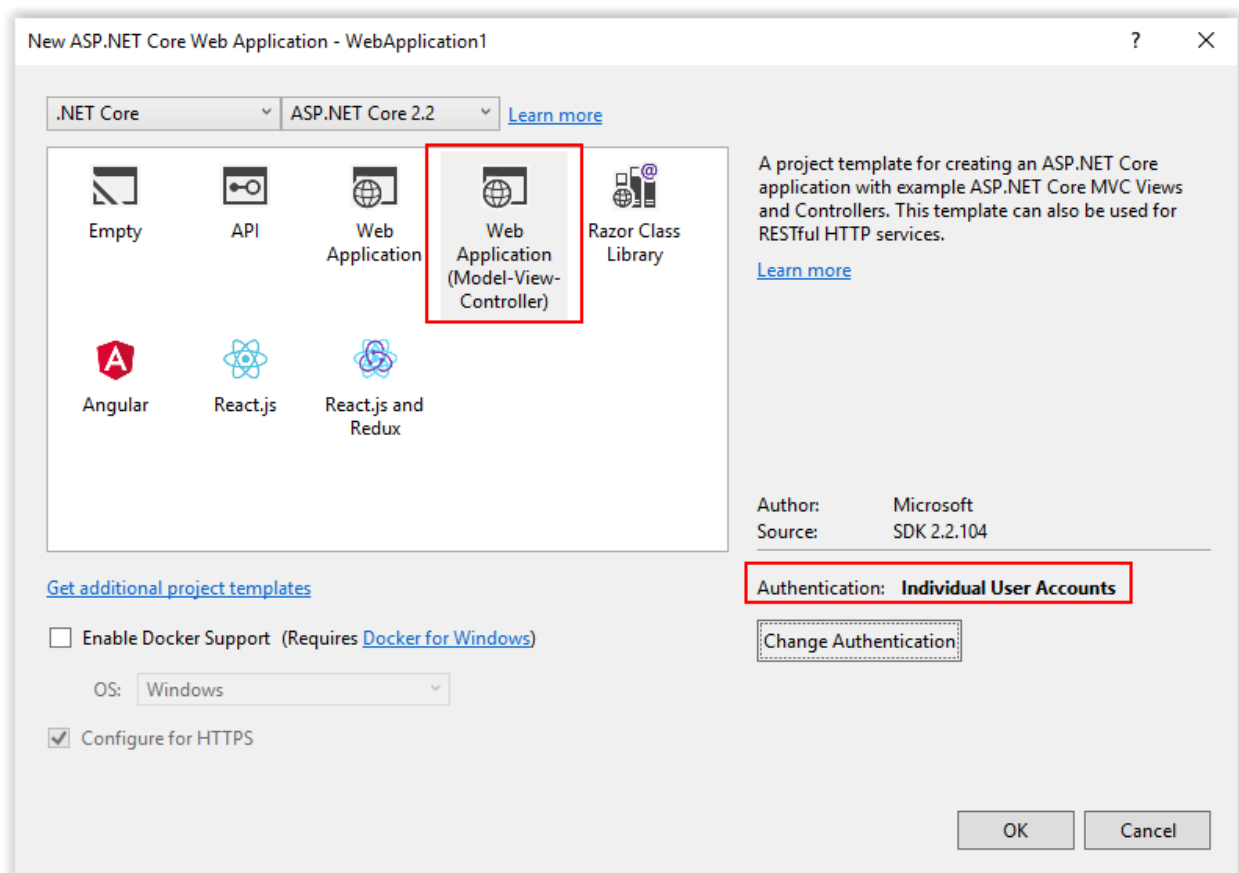 New ASP.NET Core Web Application - WebApplication1
? ×
.NET Core ASP.NET Core 2.2 Learn more
Empty
API
Web
Application
Web
Application
(Model-View-
Controller)
@
Razor Class
Library
A
Angular
React.js
React.js and
Redux
A project template for creating an ASP.NET Core
application with example ASP.NET Core MVC Views
and Controllers. This template can also be used for
RESTful HTTP services.
Learn more
Author: Microsoft
Source: SDK 2.2.104
Get additional project templates
Authentication: Individual User Accounts
Enable Docker Support (Requires Docker for Windows)
Change Authentication
OS: Windows
Configure for HTTPS
OK Cancel